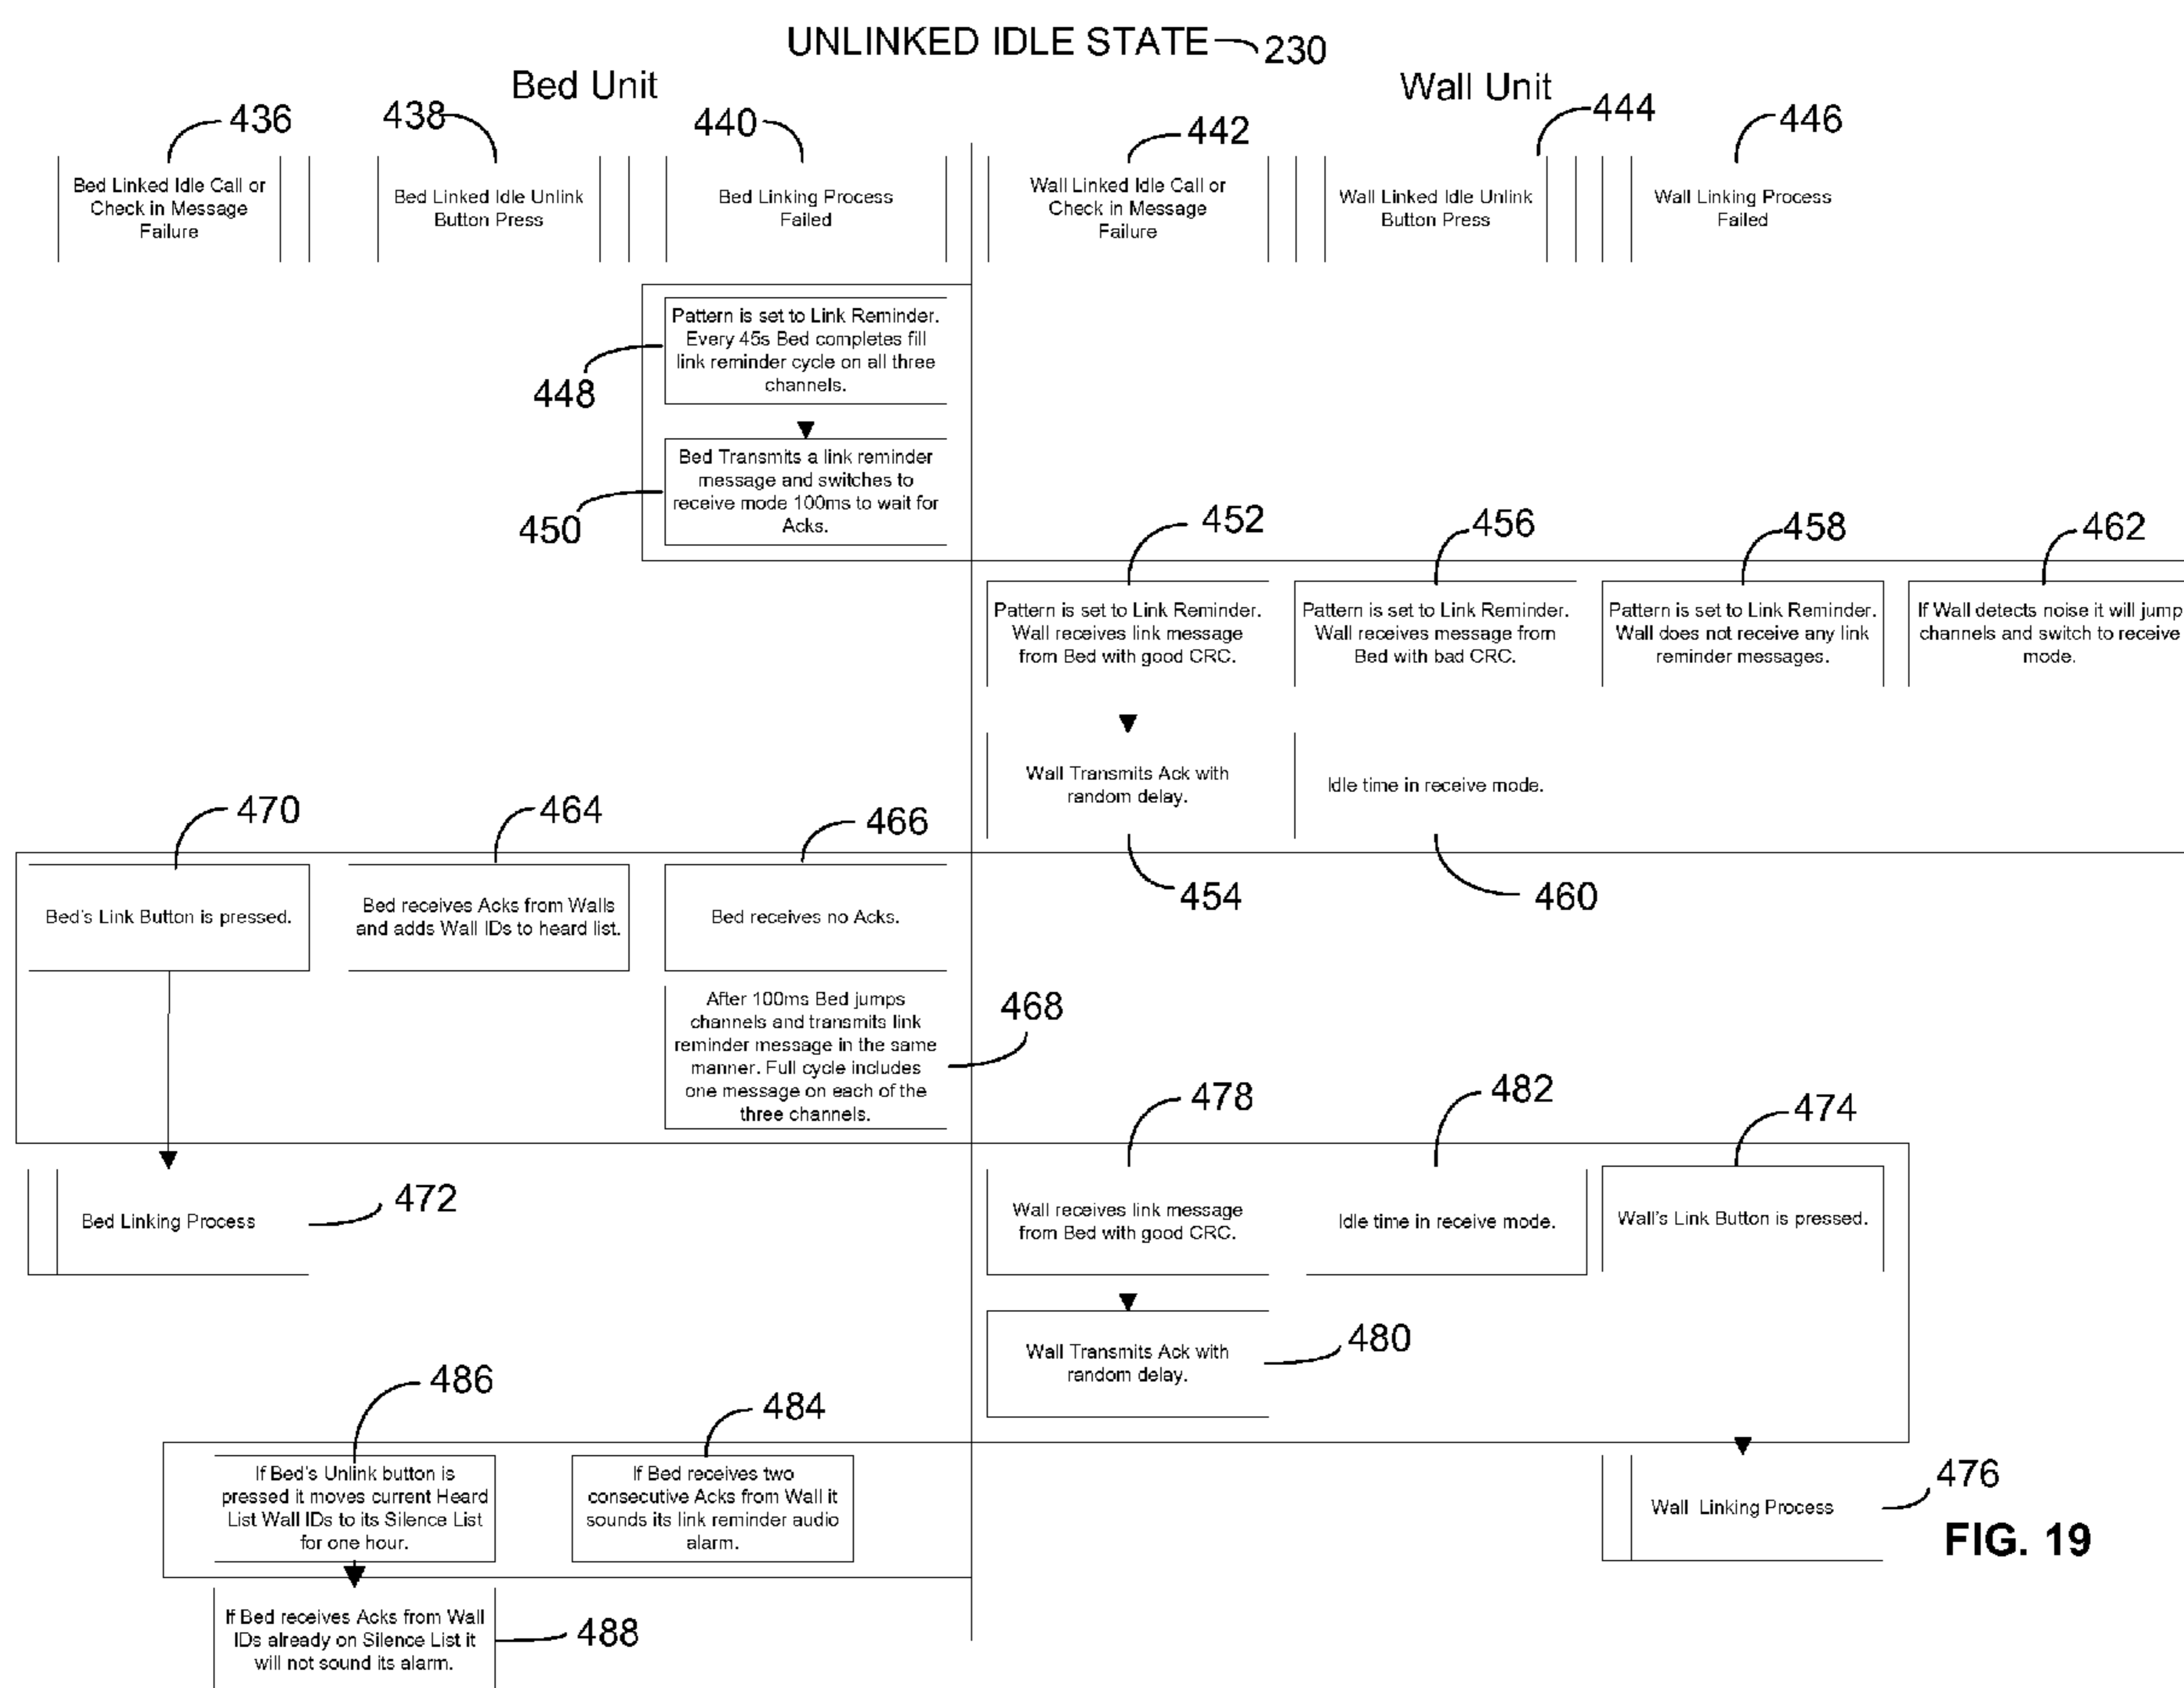 UNLINKED IDLE STATE 230
Bed Unit
Wall Unit
436
438
440
442
444
446
Bed Linked Idle Call or
Check in Message
Failure
Bed Linked Idle Unlink
Button Press
Bed Linking Process
Failed
Wall Linked Idle Call or
Check in Message
Failure
Wall Linked Idle Unlink
Button Press
Wall Linking Process
Failed
Pattern is set to Link Reminder.
Every 45s Bed completes fill
link reminder cycle on all three
channels.
448
Bed Transmits a link reminder
message and switches to
receive mode 100ms to wait for
Acks.
450
452
456
458
462
Pattern is set to Link Reminder.
Wall receives link message
from Bed with good CRC.
Pattern is set to Link Reminder.
Wall receives message from
Bed with bad CRC.
Pattern is set to Link Reminder.
Wall does not receive any link
reminder messages.
If Wall detects noise it will jump
channels and switch to receive
mode.
Wall Transmits Ack with
random delay.
Idle time in receive mode.
454
460
470
464
466
Bed's Link Button is pressed.
Bed receives Acks from Walls
and adds Wall IDs to heard list.
Bed receives no Acks.
After 100ms Bed jumps
channels and transmits link
reminder message in the same
manner. Full cycle includes
one message on each of the
three channels.
468
478
482
474
Bed Linking Process
472
Wall receives link message
from Bed with good CRC.
Idle time in receive mode.
Wall's Link Button is pressed.
Wall Transmits Ack with
random delay.
480
486
484
If Bed's Unlink button is
pressed it moves current Heard
List Wall IDs to its Silence List
for one hour.
If Bed receives two
consecutive Acks from Wall it
sounds its link reminder audio
alarm.
Wall Linking Process
476
FIG. 19
If Bed receives Acks from Wall
IDs already on Silence List it
will not sound its alarm.
488